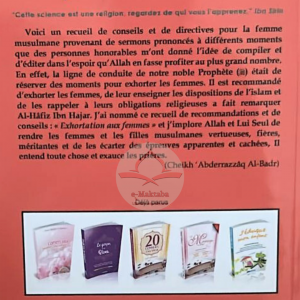 "Cette science est une religion, regardes de qui vous l'apprenez." Ibn Sîrîn
Voici un recueil de conseils et de directives pour la femme
musulmane provenant de sermons prononcés à différents moments
que des personnes honorables m'ont donné l'idée de compiler et
d'éditer dans l'espoir qu'Allah en fasse profiter au plus grand nombre.
En effet, la ligne de conduite de notre noble Prophète était de
réserver des moments pour exhorter les femmes. Il est recommandé
d'exhorter les femmes, de leur enseigner les dispositions de l'islam et
de les rappeler à leurs obligations religieuses a fait remarquer
Al-Hâfiz Ibn Hajar. J'ai nommé ce recueil de recommandations et de
conseils : « Exhortation aux femmes » et j'implore Allah et Lui Seul de
rendre les femmes et les filles musulmanes vertueuses, fières,
méritantes et de les écarter des épreuves apparentes et cachées, Il
entend toute chose et exauce les prières.
(Cheikh 'Abderrazzâq Al-Badr)
e-Maktaba
Déjà parus
20